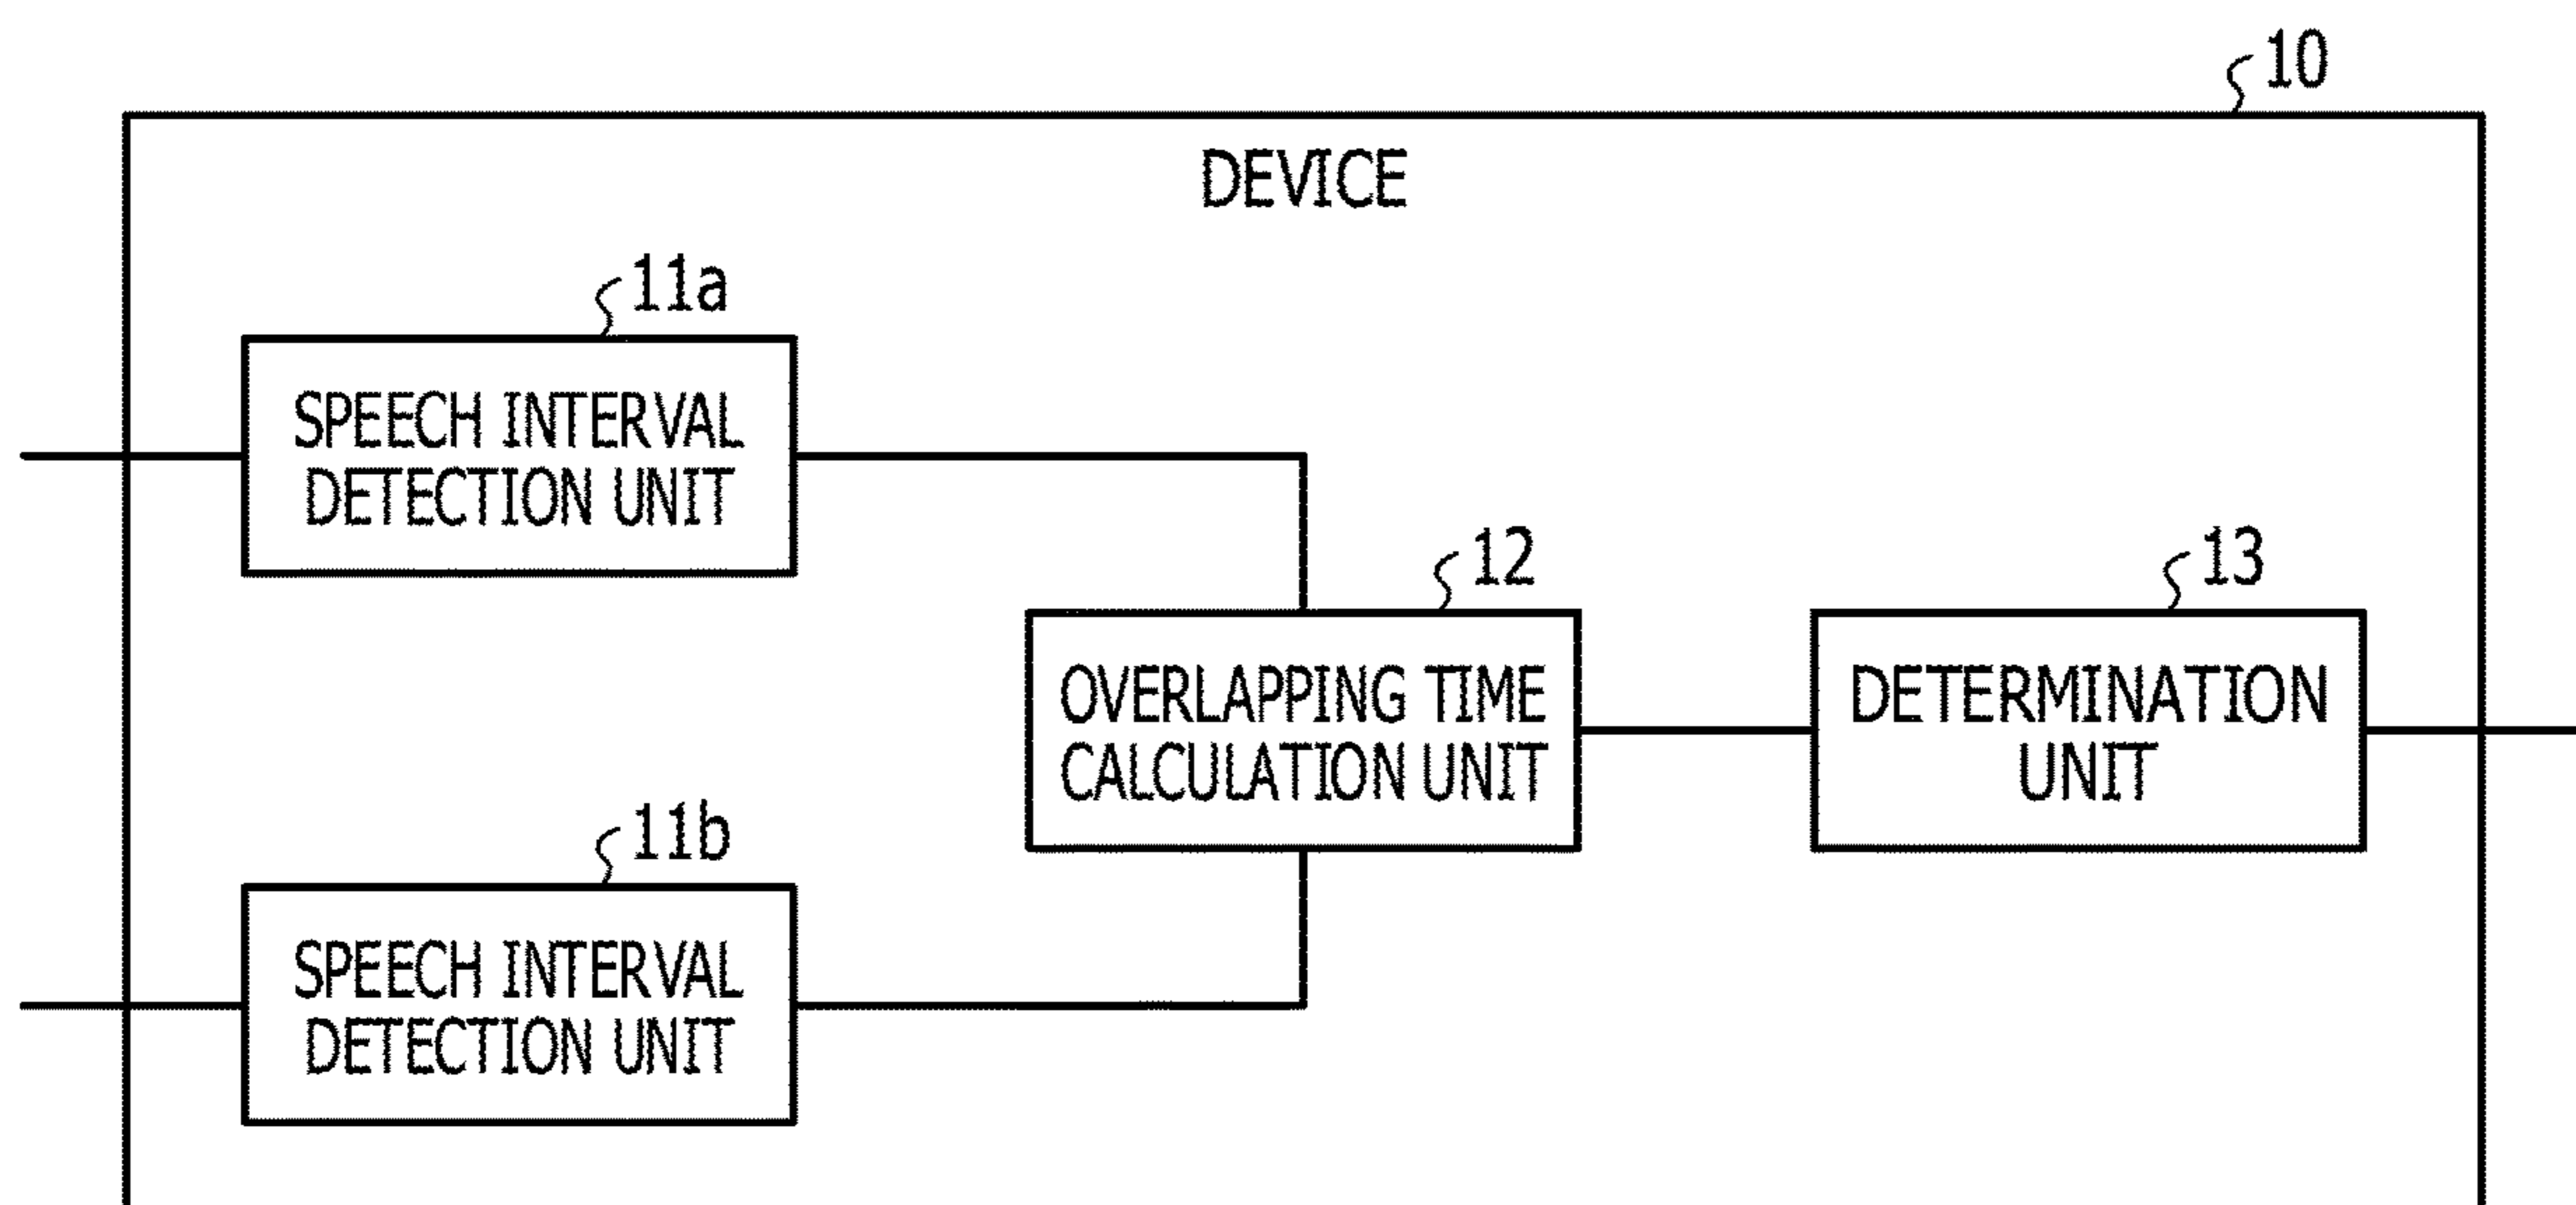 10
DEVICE
11a
SPEECH INTERVAL
DETECTION UNIT
12
OVERLAPPING TIME
CALCULATION UNIT
13
DETERMINATION
UNIT
11b
SPEECH INTERVAL
DETECTION UNIT